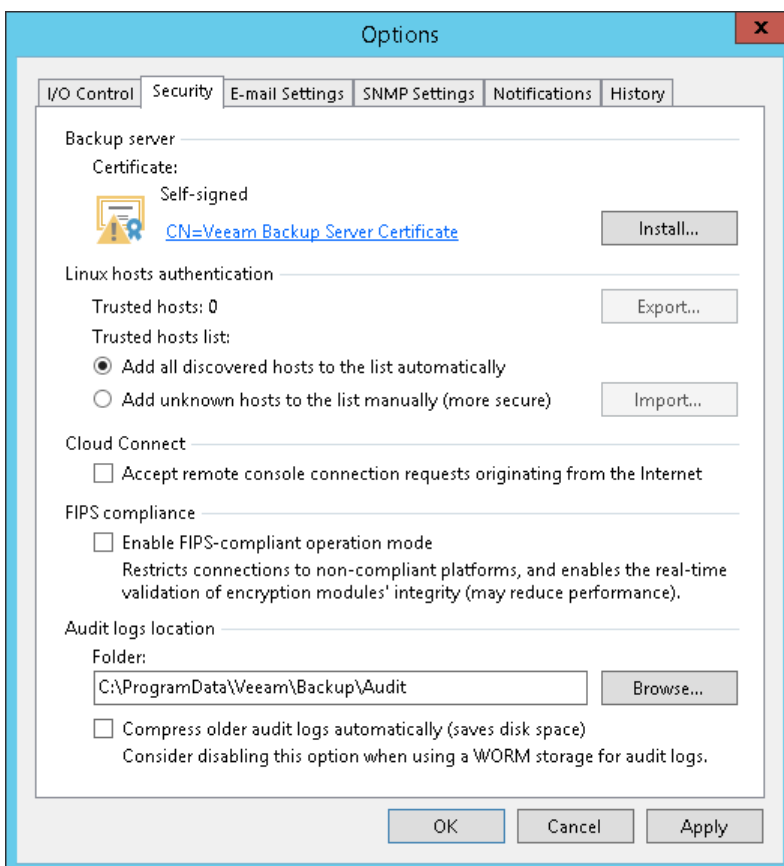 Options
x
I/O Control Security E-mail Settings SNMP Settings Notifications History
Backup server
Certificate:
Self-signed
CN=Veeam Backup Server Certificate
Install...
Linux hosts authentication
Trusted hosts: 0
Export...
Trusted hosts list:
Add all discovered hosts to the list automatically
Add unknown hosts to the list manually (more secure)
Import...
Cloud Connect
Accept remote console connection requests originating from the Internet
FIPS compliance
Enable FIPS-compliant operation mode
Restricts connections to non-compliant platforms, and enables the real-time
validation of encryption modules' integrity (may reduce performance).
Audit logs location
Folder:
C:\ProgramData\Veeam\Backup\Audit
Browse...
Compress older audit logs automatically (saves disk space)
Consider disabling this option when using a WORM storage for audit logs.
OK Cancel Apply